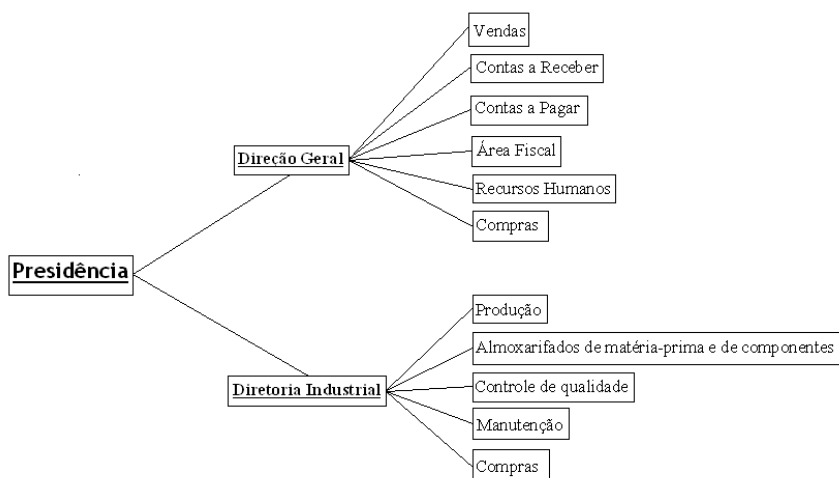 Vendas
Contas a Receber
Contas a Pagar
Direção Geral
Área Fiscal
Recursos Humanos
Compras
Presidência
Produção
Almoxarifados de matéria-prima e de componentes
Diretoria Industrial
Controle de qualidade
Manutenção
Compras